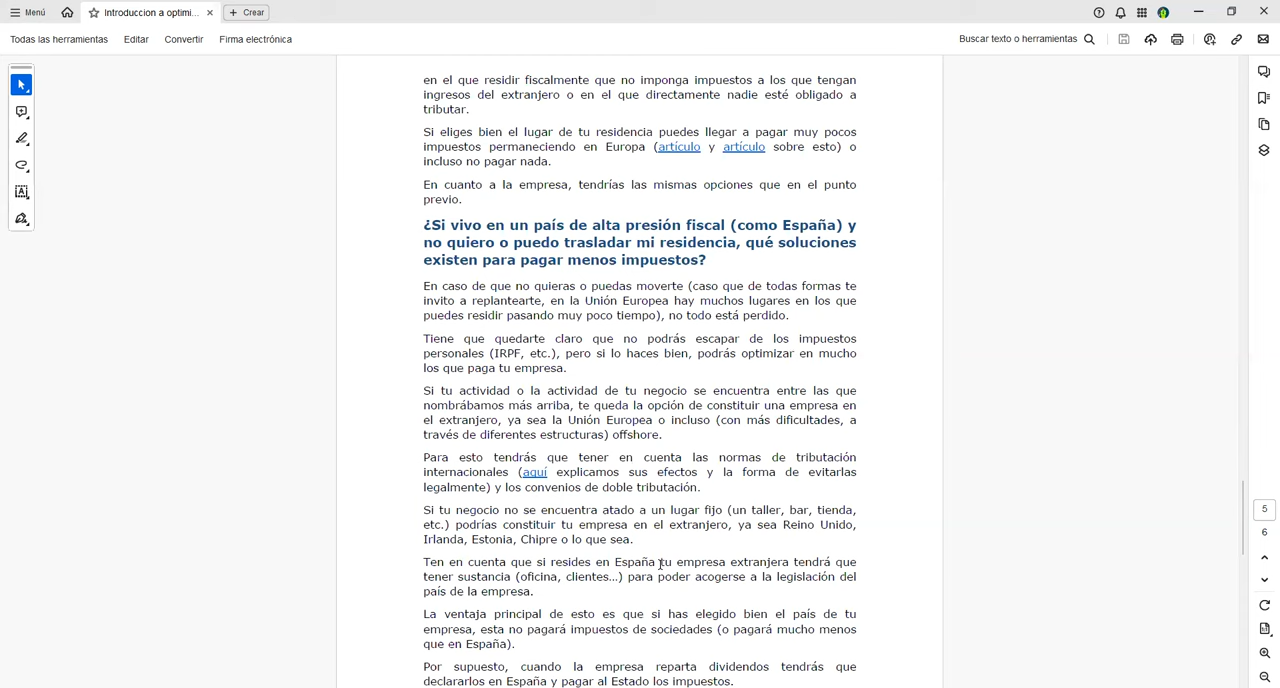 Menú
Introduccion a optimi...
Crear
Todas las herramientas
Editar
Convertir
Firma electrónica
Buscar texto o herramientas
en el que residir fiscalmente que no imponga impuestos a los que tengan
ingresos del extranjero o en el que directamente nadie esté obligado a
tributar.
Si eliges bien el lugar de tu residencia puedes llegar a pagar muy pocos
impuestos permaneciendo en Europa (artículo y artículo sobre esto) o
incluso no pagar nada.
En cuanto a la empresa, tendrías las mismas opciones que en el punto
previo.
¿Si vivo en un país de alta presión fiscal (como España) y
no quiero o puedo trasladar mi residencia, qué soluciones
existen para pagar menos impuestos?
En caso de que no quieras o puedas moverte (caso que de todas formas te
invito a replantearte, en la Unión Europea hay muchos lugares en los que
puedes residir pasando muy poco tiempo), no todo está perdido.
Tiene que quedarte claro que no podrás escapar de los impuestos
personales (IRPF, etc.), pero si lo haces bien, podrás optimizar en mucho
los que paga tu empresa.
Si tu actividad o la actividad de tu negocio se encuentra entre las que
nombrábamos más arriba, te queda la opción de constituir una empresa en
el extranjero, ya sea la Unión Europea o incluso (con más dificultades, a
través de diferentes estructuras) offshore.
Para esto tendrás que tener en cuenta las normas de tributación
internacionales (aquí explicamos sus efectos y la forma de evitarlas
legalmente) y los convenios de doble tributación.
Si tu negocio no se encuentra atado a un lugar fijo (un taller, bar, tienda,
etc.) podrías constituir tu empresa en el extranjero, ya sea Reino Unido,
Irlanda, Estonia, Chipre o lo que sea.
Ten en cuenta que si resides en España tu empresa extranjera tendrá que
tener sustancia (oficina, clientes...) para poder acogerse a la legislación del
país de la empresa.
La ventaja principal de esto es que si has elegido bien el país de tu
empresa, esta no pagará impuestos de sociedades (o pagará mucho menos
que en España).
Por supuesto, cuando la empresa reparta dividendos tendrás que
declararlos en España y pagar al Estado los impuestos.
5
6